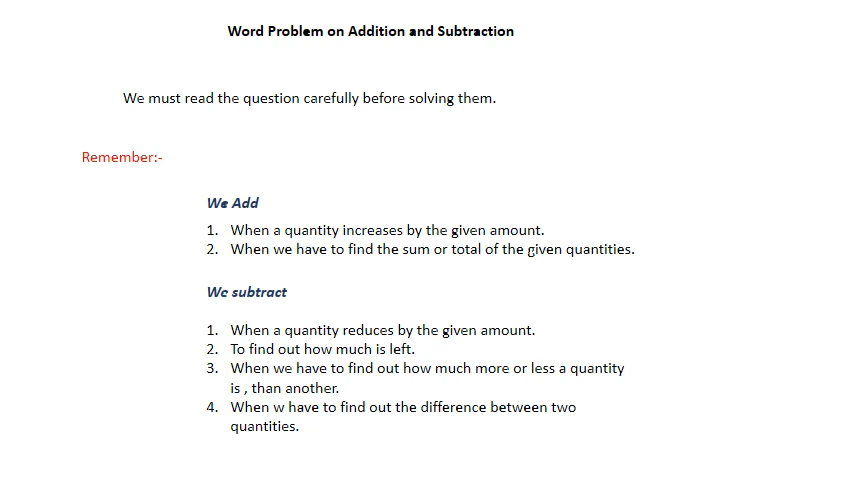 Word Problem on Addition and Subtraction
We must read the question carefully before solving them.
Remember:-
We Add
1. When a quantity increases by the given amount.
2. When we have to find the sum or total of the given quantities.
We subtract
1. When a quantity reduces by the given amount.
2. To find out how much is left.
3. When we have to find out how much more or less a quantity
is , than another.
4. When w have to find out the difference between two
quantities.